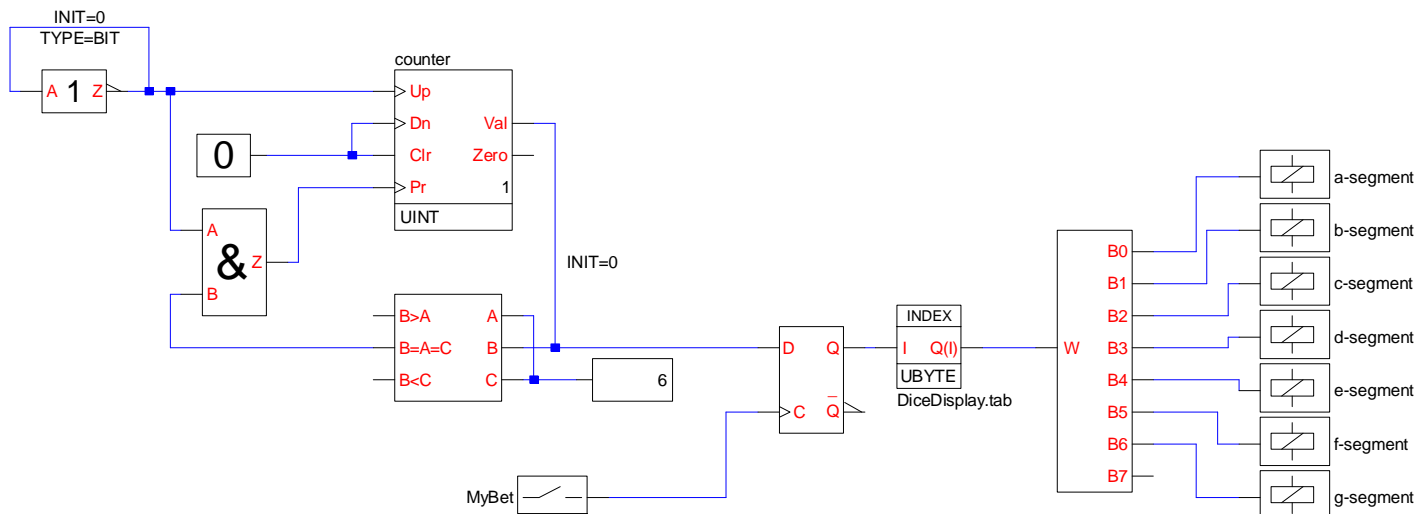 INIT=0
TYPE=BIT
A 1 Z
counter
Up
Dn Val
0
Clr Zero
Pr 1
UINT
A
& Z
B
INIT=0
B>A A
B=A=C B
B<C C
6
D Q
C Q
MyBet
INDEX
I Q(I)
UBYTE
DiceDisplay.tab
W
B0
B1
B2
B3
B4
B5
B6
B7
a-segment
b-segment
c-segment
d-segment
e-segment
f-segment
g-segment